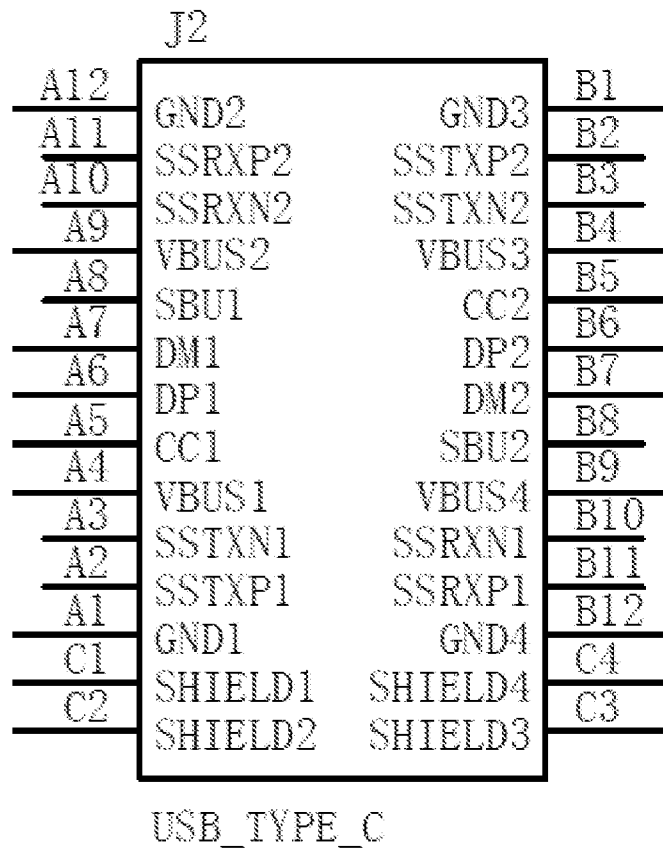 J2
A12 GND2 GND3 B1
A11 SSRXP2 SSTXP2 B2
A10 SSRXN2 SSTXN2 B3
A9 VBUS2 VBUS3 B4
A8 SBU1 CC2 B5
A7 DM1 DP2 B6
A6 DP1 DM2 B7
A5 CC1 SBU2 B8
A4 VBUS1 VBUS4 B9
A3 SSTXN1 SSRXN1 B10
A2 SSTXP1 SSRXP1 B11
A1 GND1 GND4 B12
C1 SHIELD1 SHIELD4 C4
C2 SHIELD2 SHIELD3 C3
USB_TYPE_C